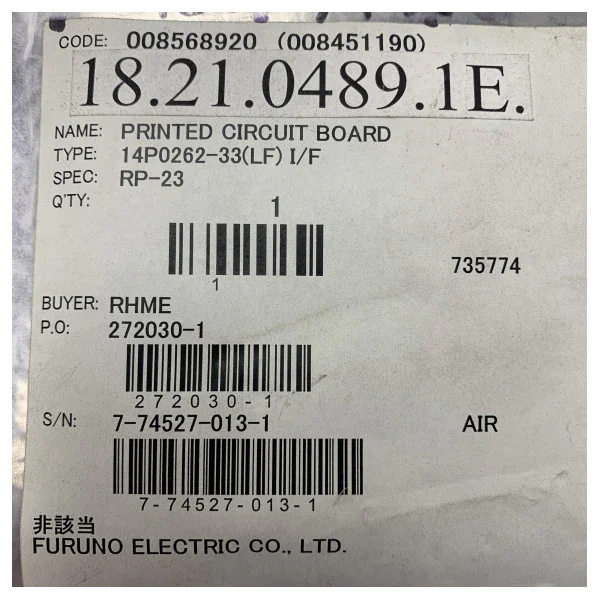 CODE: 008568920 (008451190)
18.21.0489.1E.
NAME: PRINTED CIRCUIT BOARD
TYPE: 14P0262-33(LF) I/F
SPEC: RP-23
Q'TY: 1
1
735774
BUYER: RHME
P.O: 272030-1
272030-1
S/N: 7-74527-013-1 AIR
7-74527-013-1
非該当
FURUNO ELECTRIC CO., LTD.